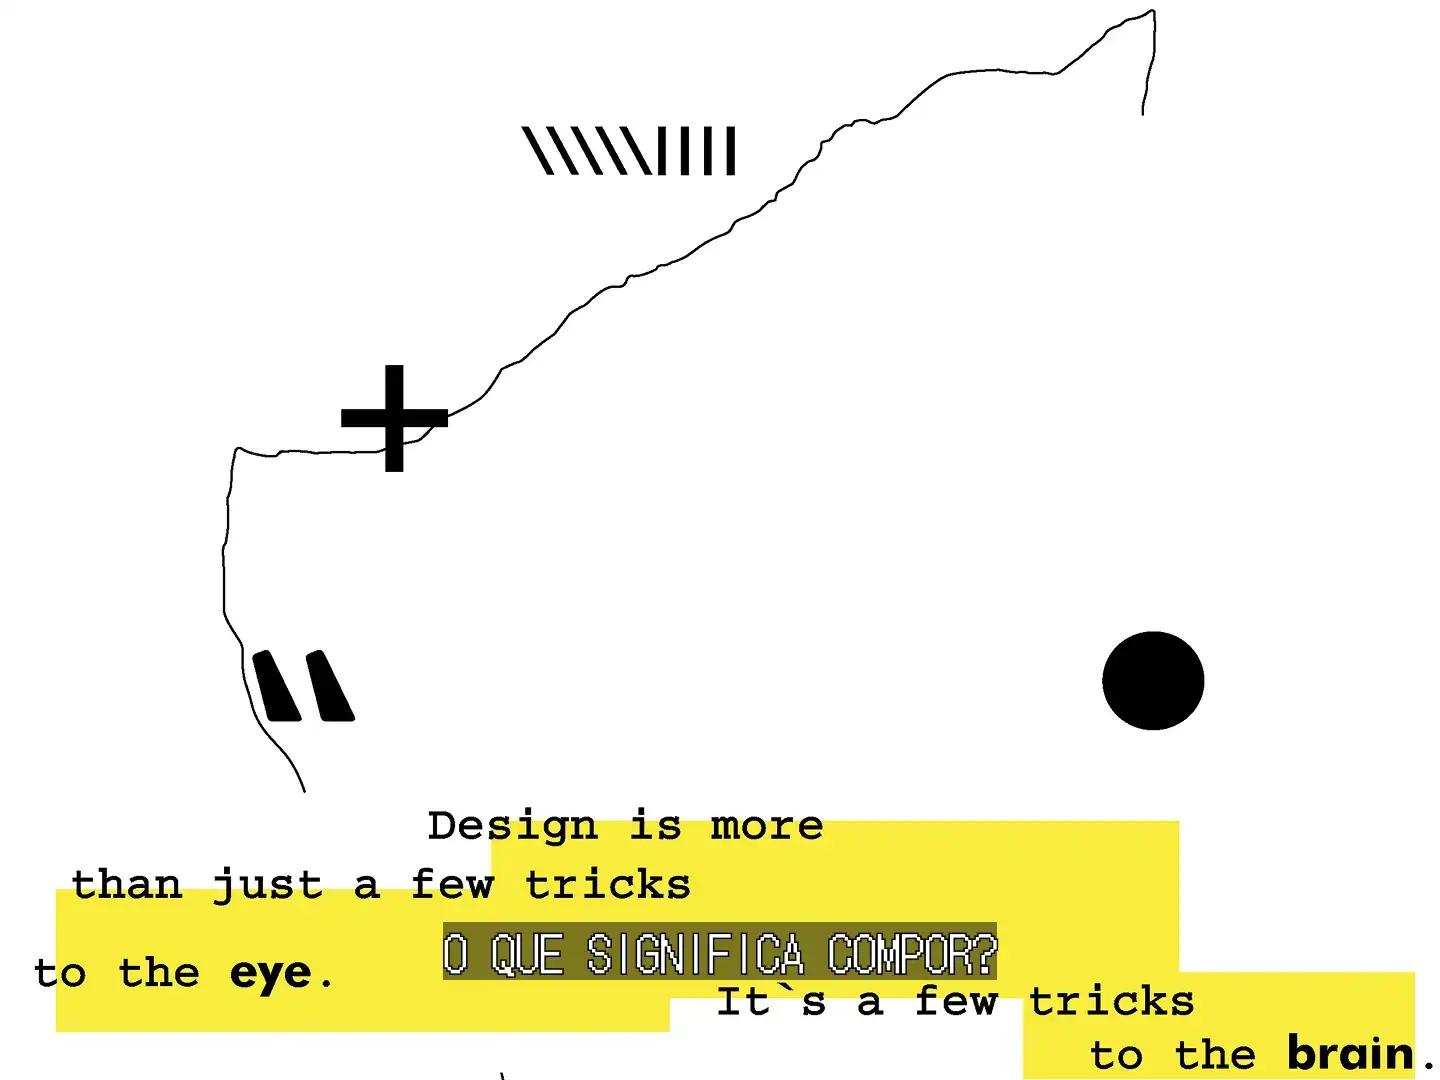 Design is more
than just a few tricks
to the eye.
O QUE SIGNIFICA COMPOR?
It`s a few tricks
to the brain.